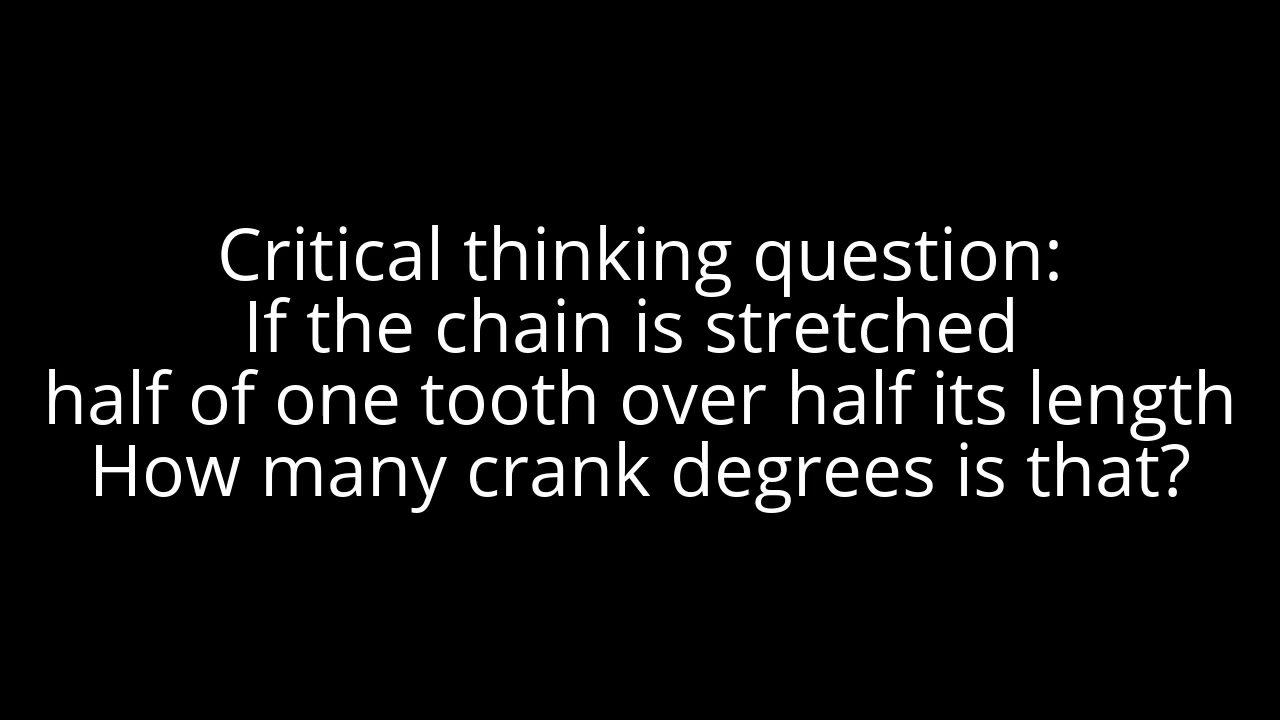 Critical thinking question:
If the chain is stretched
half of one tooth over half its length
How many crank degrees is that?